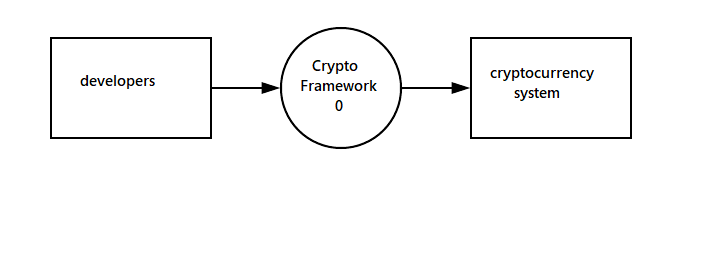 developers
Crypto
Framework
0
cryptocurrency
system